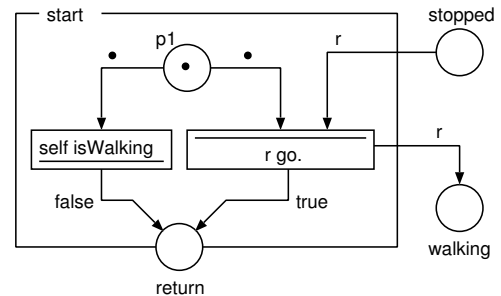 start
stopped
p1
r
self isWalking
r go.
r
false
true
walking
return